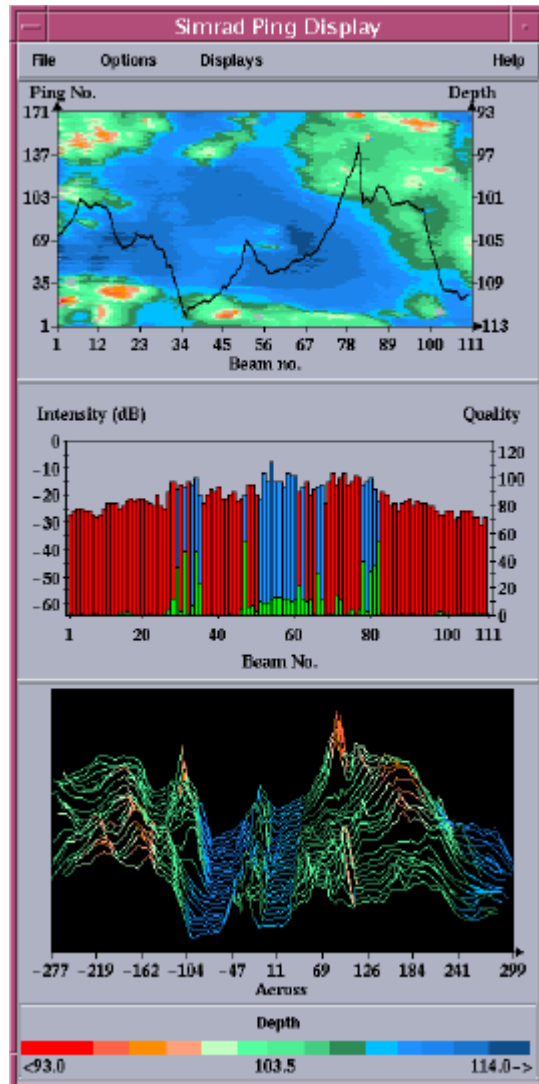 Simrad Ping Display
File Options Displays Help
Ping No. Depth
171 93
137 97
103 101
69 105
35 109
1 113
1 12 23 34 45 56 67 78 89 100 111
Beam no.
Intensity (dB) Quality
0 120
-10 100
-20 80
-30 60
-40 40
-50 20
-60 0
1 20 40 60 80 100 111
Beam No.
-277 -219 -162 -104 -47 11 69 126 184 241 299
Across
Depth
<93.0 103.5 114.0->